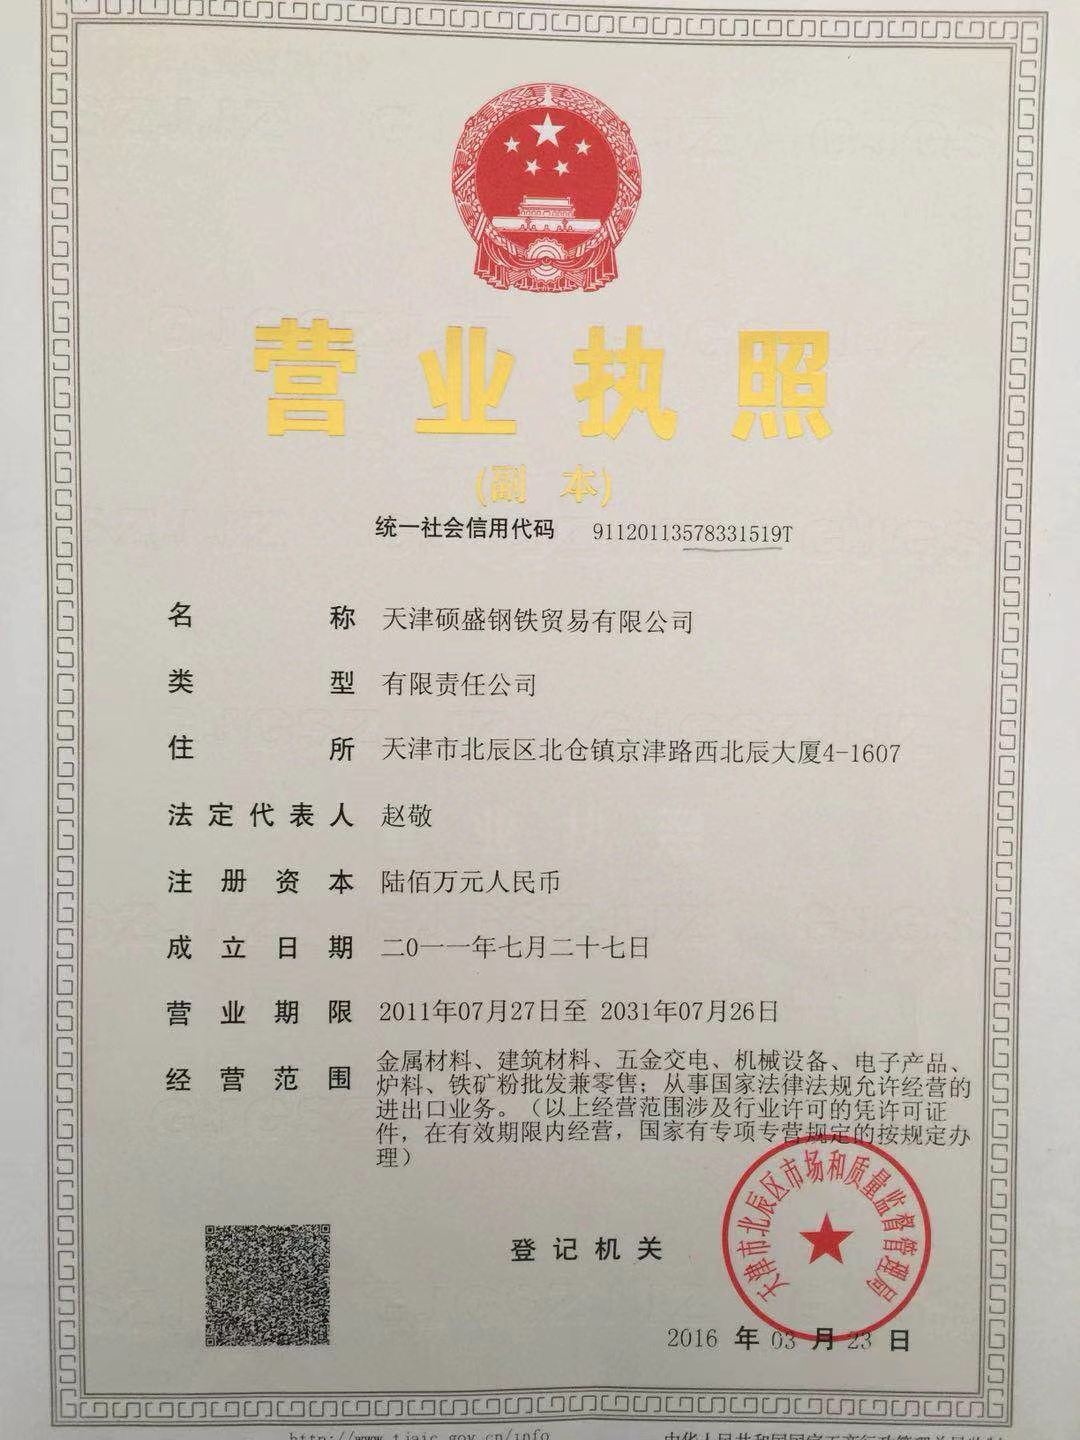 营业执照
(副 本)
统一社会信用代码 91120113578331519T
名称 天津硕盛钢铁贸易有限公司
类型 有限责任公司
住所 天津市北辰区北仓镇京津路西北辰大厦4-1607
法定代表人 赵敬
注册资本 陆佰万元人民币
成立日期 二0一一年七月二十七日
营业期限 2011年07月27日至 2031年07月26日
经营范围 金属材料、建筑材料、五金交电、机械设备、电子产品、
炉料、铁矿粉批发兼零售；从事国家法律法规允许经营的
进出口业务。（以上经营范围涉及行业许可的凭许可证
件，在有效期限内经营，国家有专项专营规定的按规定办
理）
天津市北辰区市场和质量监督管理局
登记机关
2016 年 03 月 23 日
http://www.tjaic.gov.cn/info